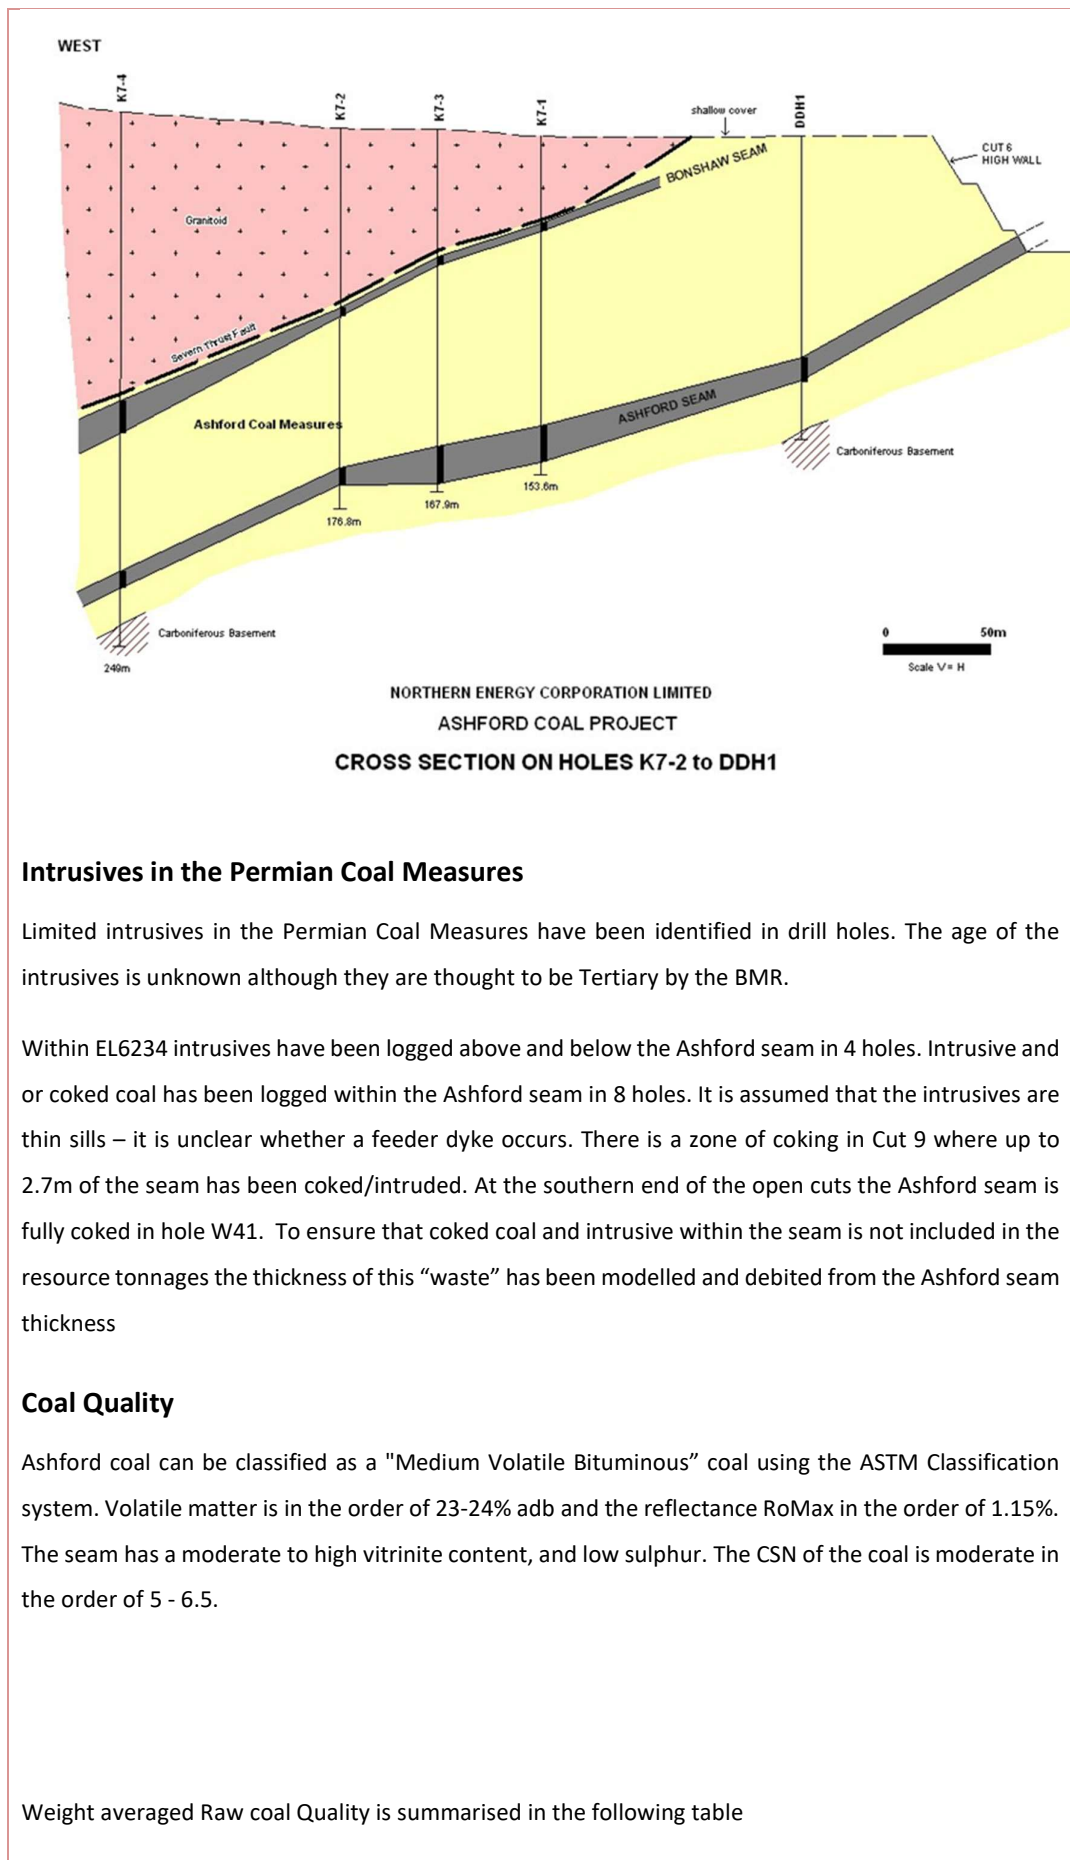 WEST
K7-4
K7-2
K7-3
K7-1
shallow cover
DDH1
BONSHAW SEAM
CUT 6
HIGH WALL
Granitoid
Severn Thrust Fault
Ashford Coal Measures
ASHFORD SEAM
Carboniferous Basement
153.6m
167.9m
176.8m
Carboniferous Basement
249m
0 50m
Scale V= H
NORTHERN ENERGY CORPORATION LIMITED
ASHFORD COAL PROJECT
CROSS SECTION ON HOLES K7-2 to DDH1
Intrusives in the Permian Coal Measures
Limited intrusives in the Permian Coal Measures have been identified in drill holes. The age of the
intrusives is unknown although they are thought to be Tertiary by the BMR.
Within EL6234 intrusives have been logged above and below the Ashford seam in 4 holes. Intrusive and
or coked coal has been logged within the Ashford seam in 8 holes. It is assumed that the intrusives are
thin sills – it is unclear whether a feeder dyke occurs. There is a zone of coking in Cut 9 where up to
2.7m of the seam has been coked/intruded. At the southern end of the open cuts the Ashford seam is
fully coked in hole W41. To ensure that coked coal and intrusive within the seam is not included in the
resource tonnages the thickness of this “waste” has been modelled and debited from the Ashford seam
thickness
Coal Quality
Ashford coal can be classified as a "Medium Volatile Bituminous” coal using the ASTM Classification
system. Volatile matter is in the order of 23-24% adb and the reflectance RoMax in the order of 1.15%.
The seam has a moderate to high vitrinite content, and low sulphur. The CSN of the coal is moderate in
the order of 5 - 6.5.
Weight averaged Raw coal Quality is summarised in the following table